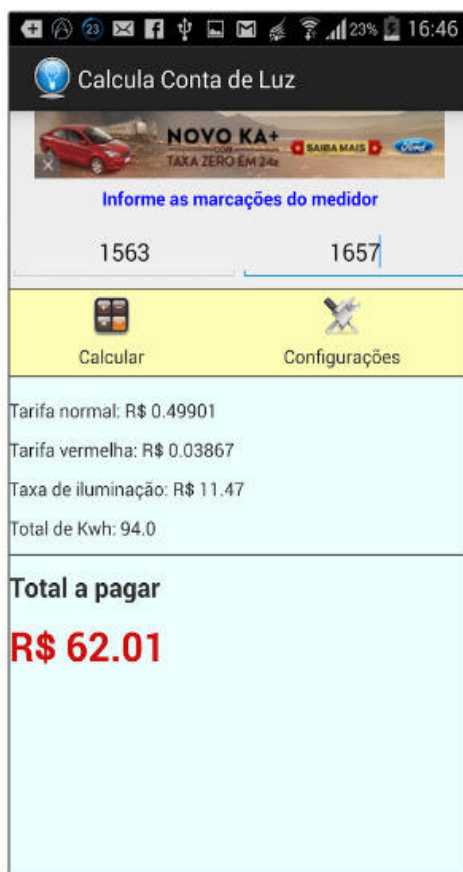 23 23% 16:46
Calcula Conta de Luz
NOVO KA+
COM
TAXA ZERO EM 24x
SAIBA MAIS
Ford
Informe as marcações do medidor
1563 1657
Calcular Configurações
Tarifa normal: R$ 0.49901
Tarifa vermelha: R$ 0.03867
Taxa de iluminação: R$ 11.47
Total de Kwh: 94.0
Total a pagar
R$ 62.01